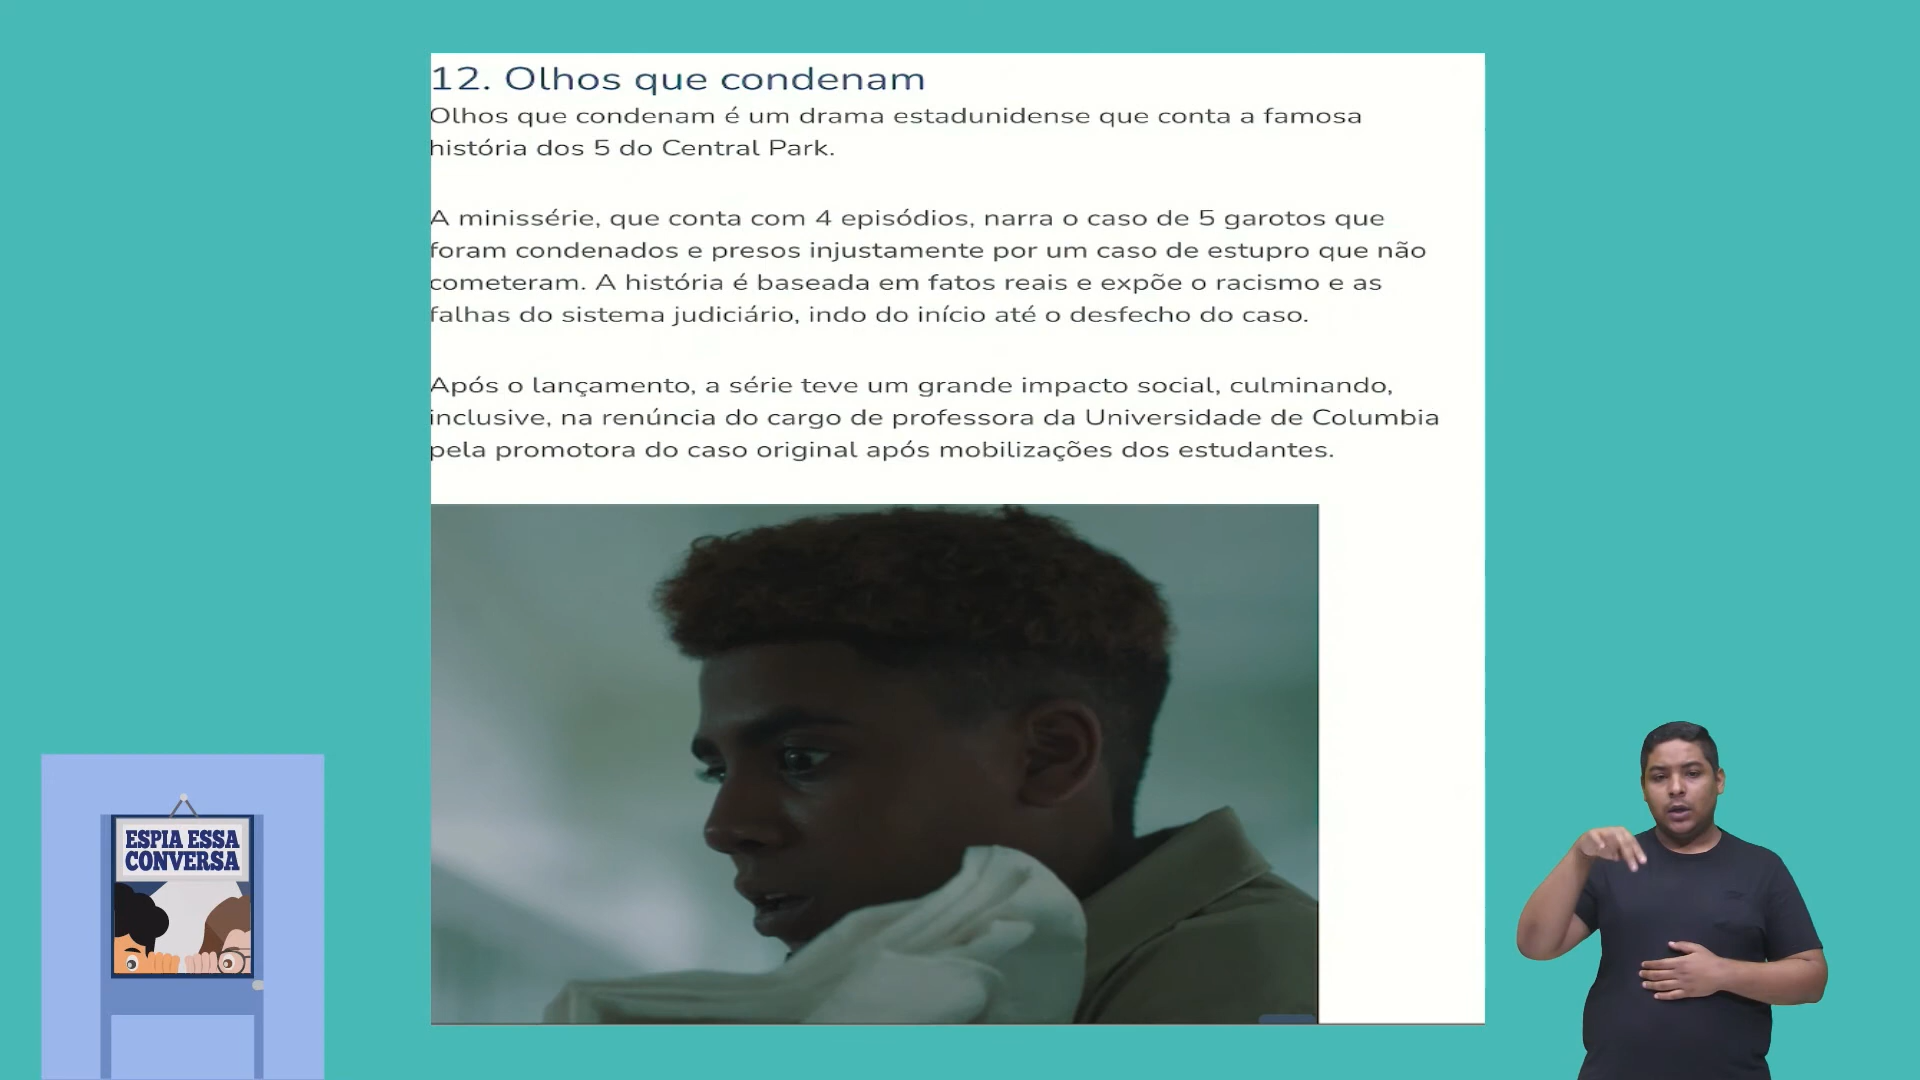 12. Olhos que condenam
Olhos que condenam é um drama estadunidense que conta a famosa
história dos 5 do Central Park.
A minissérie, que conta com 4 episódios, narra o caso de 5 garotos que
foram condenados e presos injustamente por um caso de estupro que não
cometeram. A história é baseada em fatos reais e expõe o racismo e as
falhas do sistema judiciário, indo do início até o desfecho do caso.
Após o lançamento, a série teve um grande impacto social, culminando,
inclusive, na renúncia do cargo de professora da Universidade de Columbia
pela promotora do caso original após mobilizações dos estudantes.
ESPIA ESSA
CONVERSA